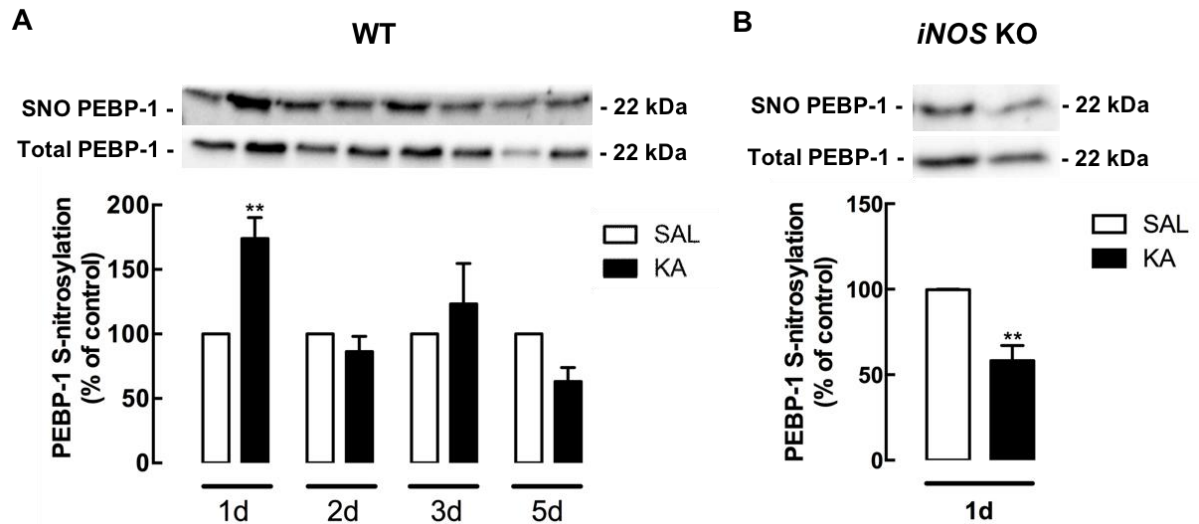 A
WT
SNO PEBP-1 -
- 22 kDa
Total PEBP-1 -
- 22 kDa
PEBP-1 S-nitrosylation
(% of control)
200
150
100
50
0
**
SAL
KA
1d
2d
3d
5d
B
iNOS KO
SNO PEBP-1 -
- 22 kDa
Total PEBP-1 -
- 22 kDa
PEBP-1 S-nitrosylation
(% of control)
150
100
50
0
**
SAL
KA
1d